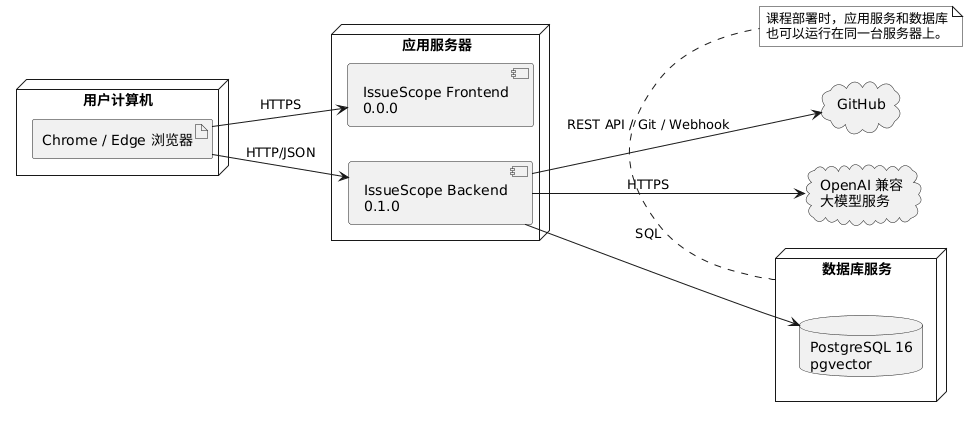 课程部署时，应用服务和数据库
也可以运行在同一台服务器上。
应用服务器
用户计算机
Chrome / Edge 浏览器
HTTPS
HTTP/JSON
IssueScope Frontend
0.0.0
IssueScope Backend
0.1.0
REST API / Git / Webhook
HTTPS
SQL
GitHub
OpenAI 兼容
大模型服务
数据库服务
PostgreSQL 16
pgvector